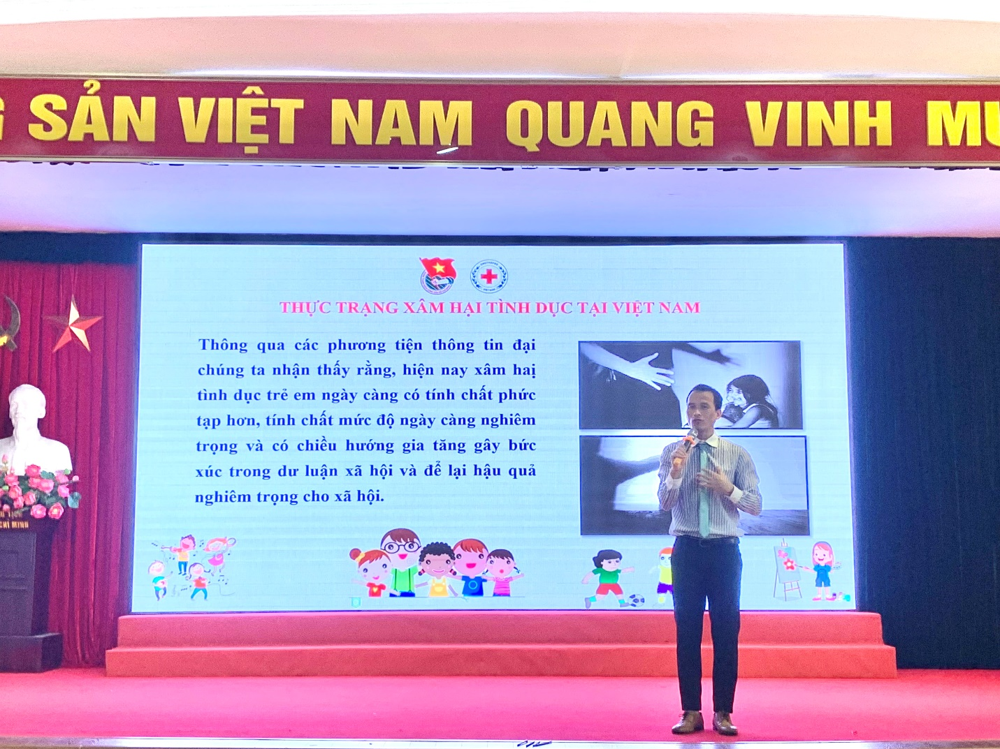 SẢN VIỆT NAM QUANG VINH
THỰC TRẠNG XÂM HẠI TÌNH DỤC TẠI VIỆT NAM
Thông qua các phương tiện thông tin đại
chúng ta nhận thấy rằng, hiện nay xâm haị
tình dục trẻ em ngày càng có tính chất phức
tạp hơn, tính chất mức độ ngày càng nghiêm
trọng và có chiều hướng gia tăng gây bức
xúc trong dư luận xã hội và để lại hậu quả
nghiêm trọng cho xã hội.
CHÍ MINH